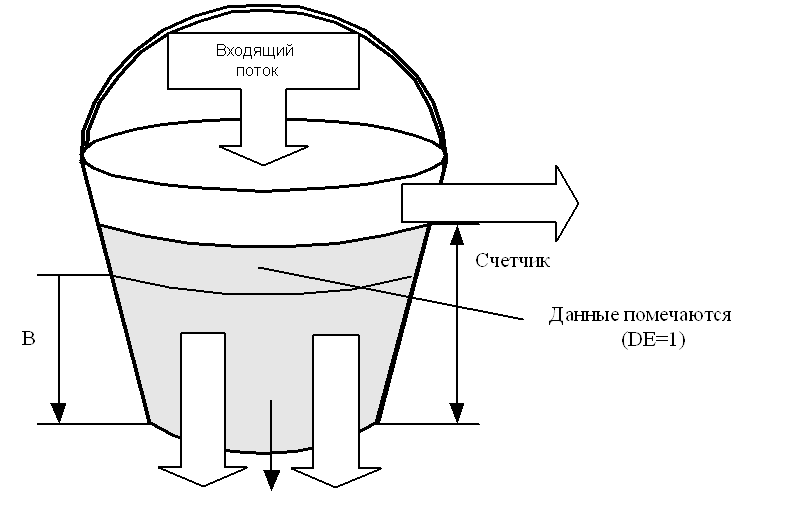 Входящий
поток
Счетчик
Данные помечаются
(DE=1)
В